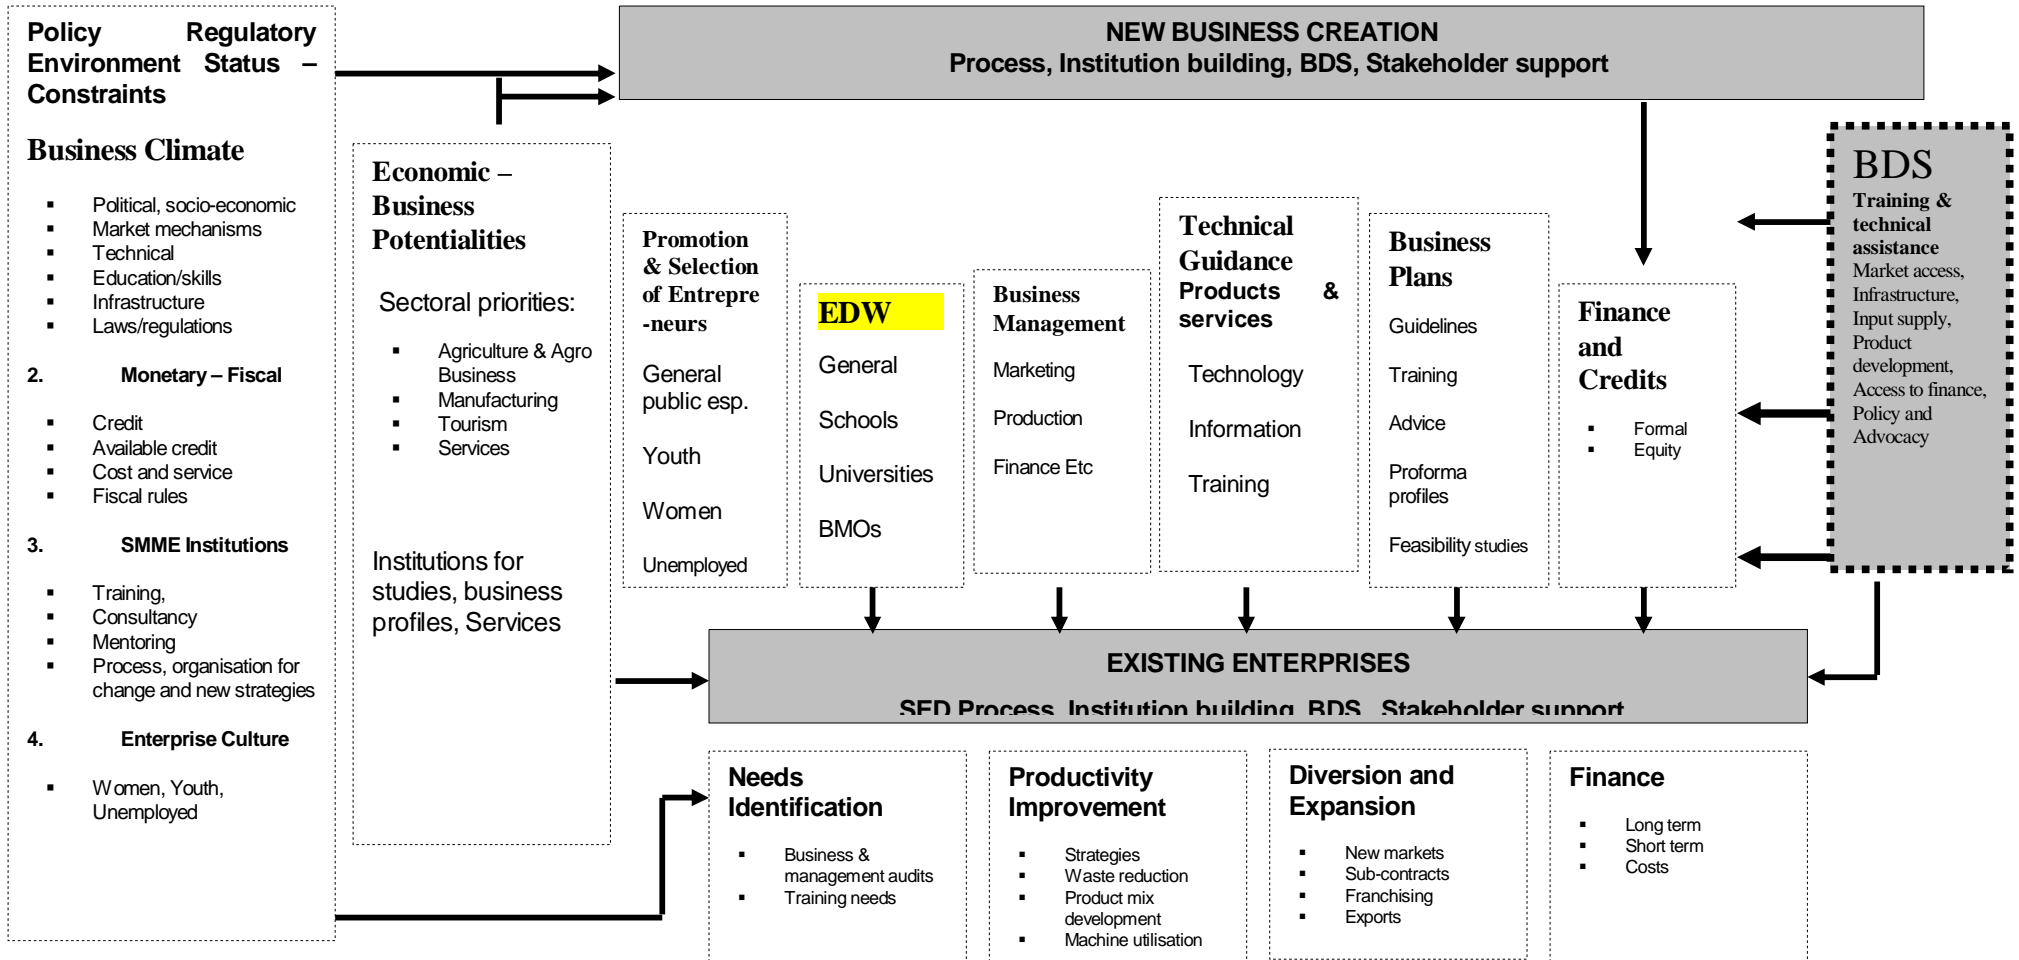 Policy Regulatory
Environment Status –
Constraints
Business Climate
▪ Political, socio-economic
▪ Market mechanisms
▪ Technical
▪ Education/skills
▪ Infrastructure
▪ Laws/regulations
2. Monetary – Fiscal
▪ Credit
▪ Available credit
▪ Cost and service
▪ Fiscal rules
3. SMME Institutions
▪ Training,
▪ Consultancy
▪ Mentoring
▪ Process, organisation for
change and new strategies
4. Enterprise Culture
▪ Women, Youth,
Unemployed
NEW BUSINESS CREATION
Process, Institution building, BDS, Stakeholder support
Economic –
Business
Potentialities
Sectoral priorities:
▪ Agriculture & Agro
Business
▪ Manufacturing
▪ Tourism
▪ Services
Institutions for
studies, business
profiles, Services
Promotion
& Selection
of Entrepre
-neurs
General
public esp.
Youth
Women
Unemployed
EDW
General
Schools
Universities
BMOs
Business
Management
Marketing
Production
Finance Etc
Technical
Guidance
Products &
services
Technology
Information
Training
Business
Plans
Guidelines
Training
Advice
Proforma
profiles
Feasibility studies
Finance
and
Credits
▪ Formal
▪ Equity
BDS
Training &
technical
assistance
Market access,
Infrastructure,
Input supply,
Product
development,
Access to finance,
Policy and
Advocacy
EXISTING ENTERPRISES
SED Process, Institution building, BDS, Stakeholder support
Needs
Identification
▪ Business &
management audits
▪ Training needs
Productivity
Improvement
▪ Strategies
▪ Waste reduction
▪ Product mix
development
▪ Machine utilisation
Diversion and
Expansion
▪ New markets
▪ Sub-contracts
▪ Franchising
▪ Exports
Finance
▪ Long term
▪ Short term
▪ Costs